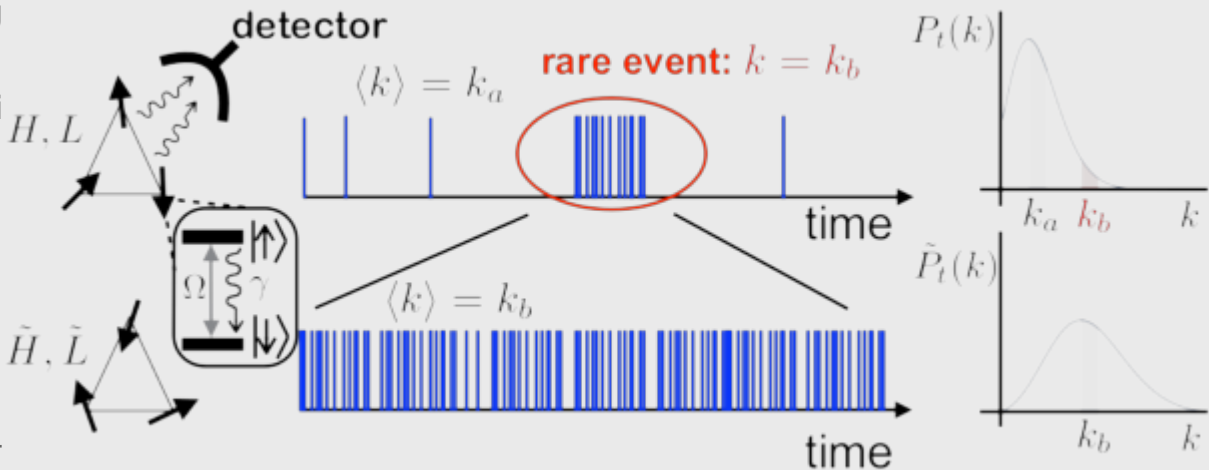 detector
H, L
⟨k⟩ = k_a
rare event: k = k_b
time
P_t(k)
k_a k_b k
Ω γ |↑⟩
|↓⟩
H̃, L̃
⟨k⟩ = k_b
time
P̃_t(k)
k_b k